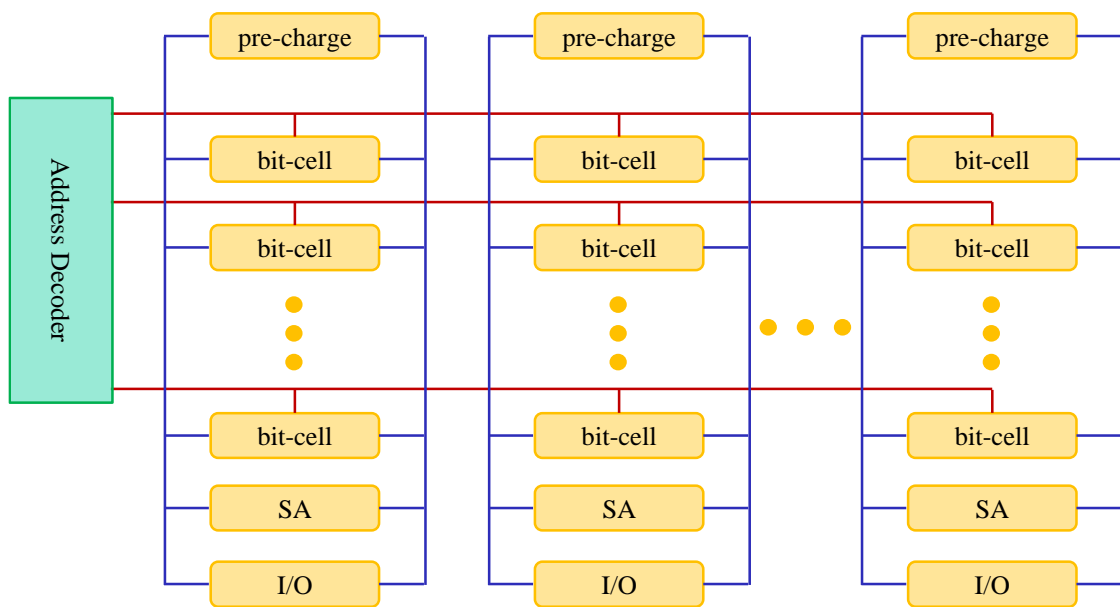 pre-charge
pre-charge
pre-charge
Address Decoder
bit-cell
bit-cell
bit-cell
bit-cell
bit-cell
bit-cell
bit-cell
bit-cell
bit-cell
SA
SA
SA
I/O
I/O
I/O